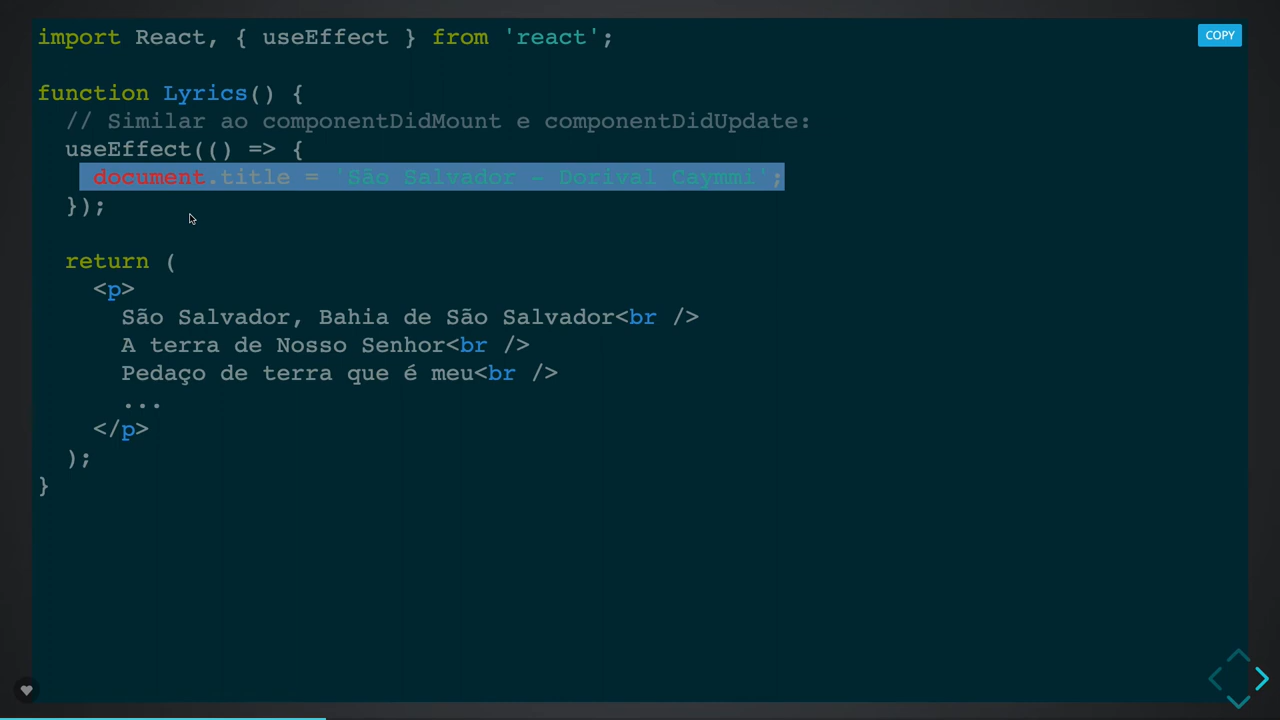 import React, { useEffect } from 'react';
COPY
function Lyrics() {
// Similar ao componentDidMount e componentDidUpdate:
useEffect(() => {
document.title = 'São Salvador - Dorival Caymmi';
});
return (
<p>
São Salvador, Bahia de São Salvador<br />
A terra de Nosso Senhor<br />
Pedaço de terra que é meu<br />
...
</p>
);
}